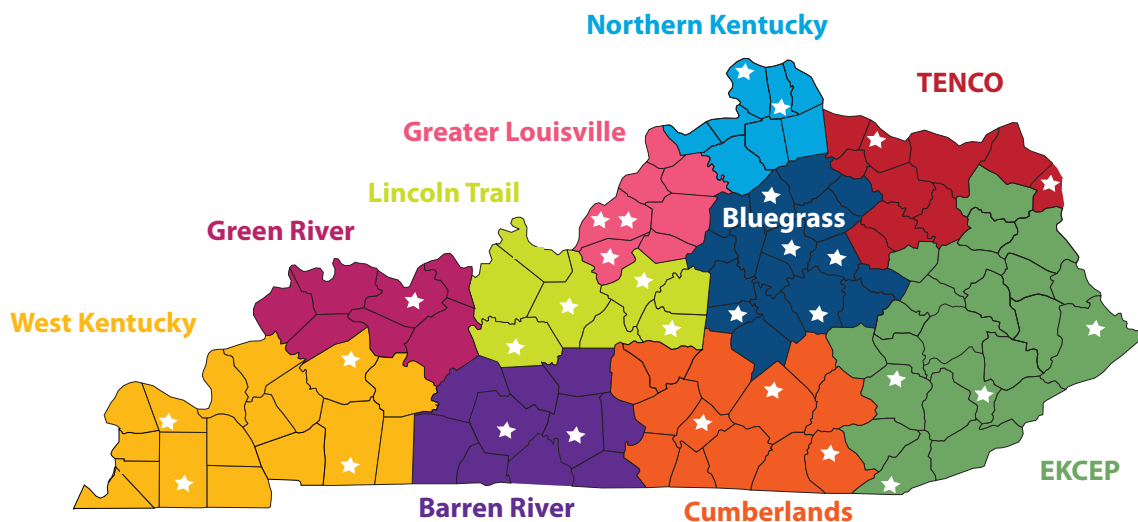 Northern Kentucky
TENCO
Greater Louisville
Lincoln Trail
Bluegrass
Green River
West Kentucky
EKCEP
Barren River
Cumberlands